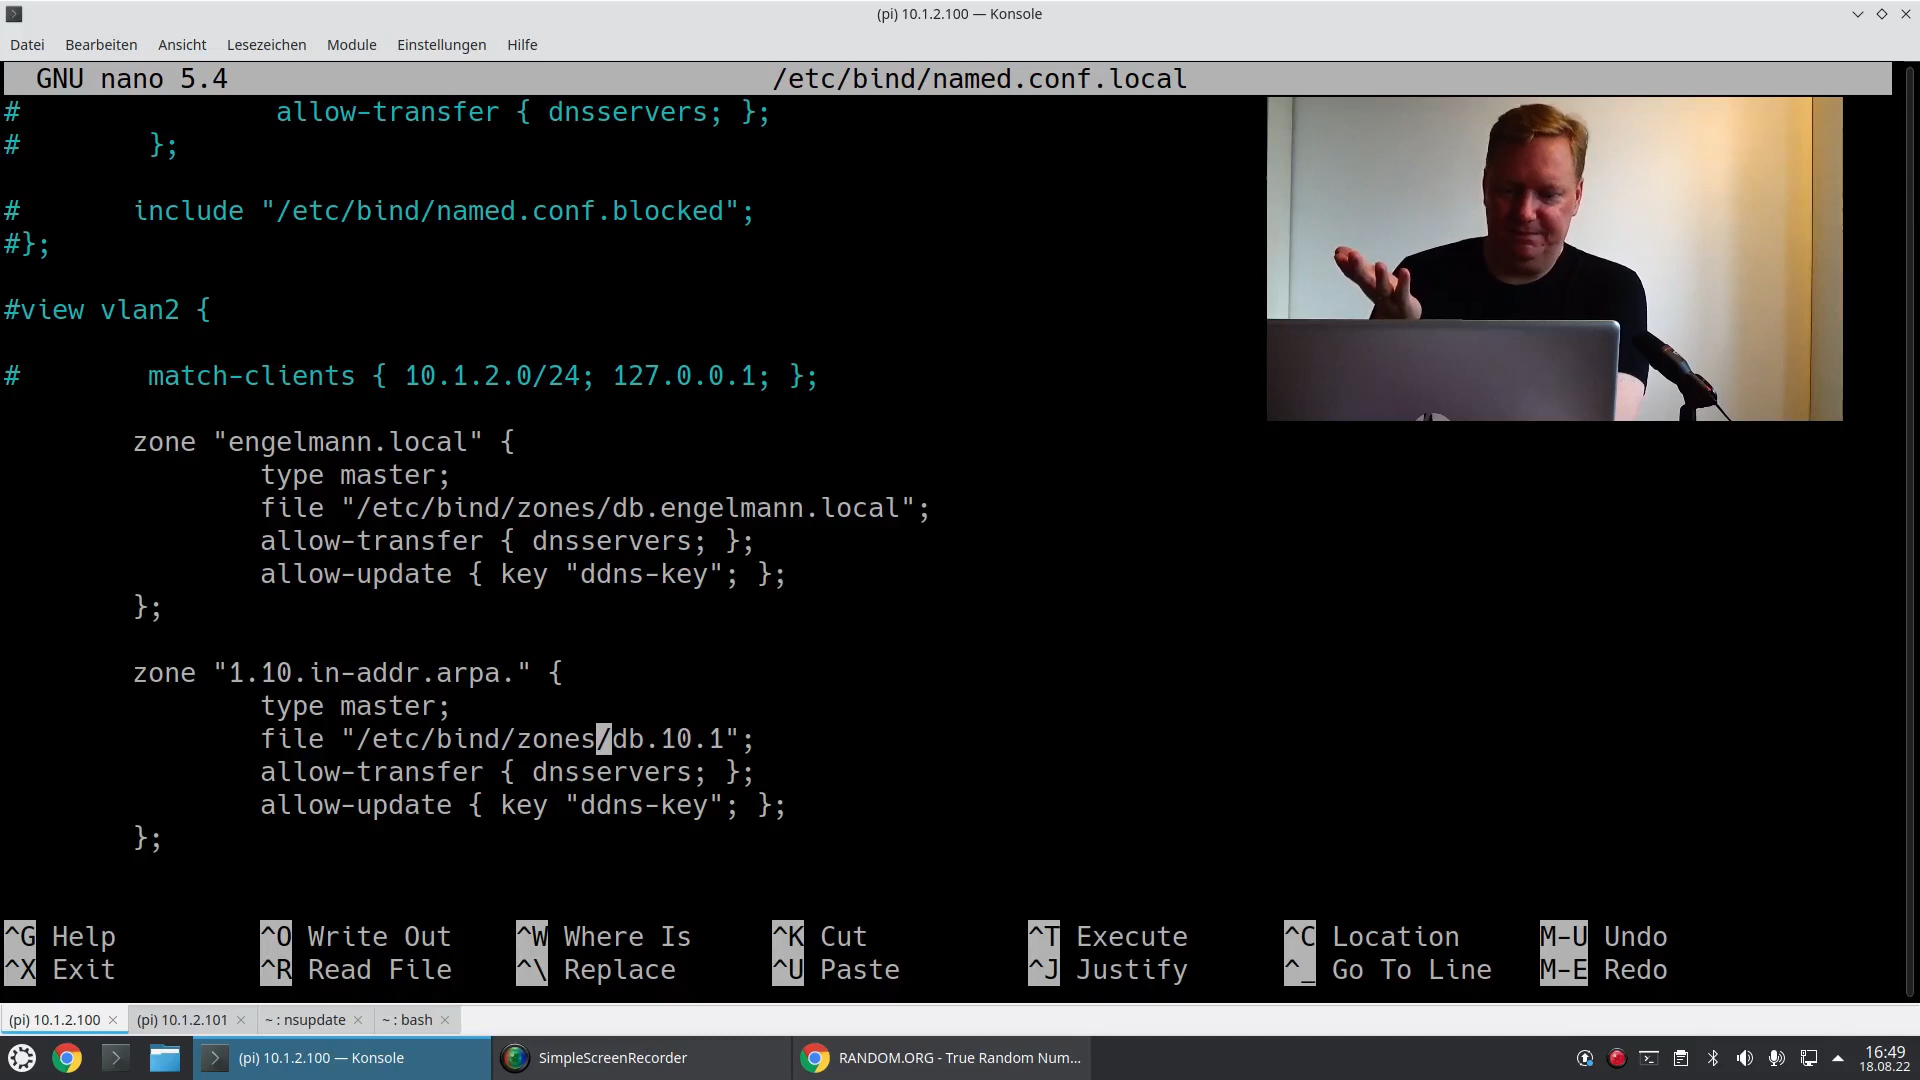 (pi) 10.1.2.100 — Konsole
Datei Bearbeiten Ansicht Lesezeichen Module Einstellungen Hilfe
GNU nano 5.4 /etc/bind/named.conf.local
# allow-transfer { dnsservers; };
# };
# include "/etc/bind/named.conf.blocked";
#};
#view vlan2 {
# match-clients { 10.1.2.0/24; 127.0.0.1; };
zone "engelmann.local" {
type master;
file "/etc/bind/zones/db.engelmann.local";
allow-transfer { dnsservers; };
allow-update { key "ddns-key"; };
};
zone "1.10.in-addr.arpa." {
type master;
file "/etc/bind/zones/db.10.1";
allow-transfer { dnsservers; };
allow-update { key "ddns-key"; };
};
^G Help ^O Write Out ^W Where Is ^K Cut ^T Execute ^C Location M-U Undo
^X Exit ^R Read File ^\ Replace ^U Paste ^J Justify ^_ Go To Line M-E Redo
(pi) 10.1.2.100 (pi) 10.1.2.101 ~ : nsupdate ~ : bash
(pi) 10.1.2.100 — Konsole SimpleScreenRecorder RANDOM.ORG - True Random Num... 16:49
18.08.22